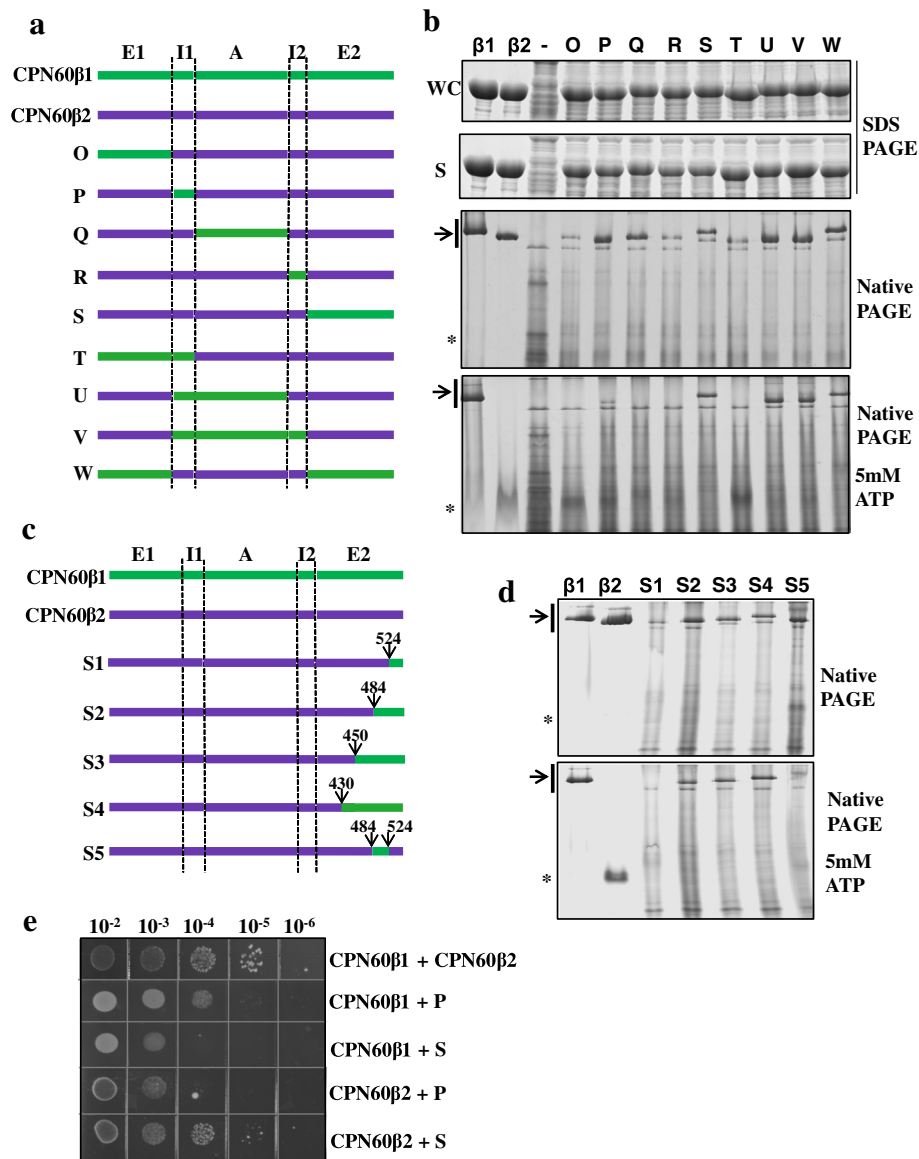 a
E1 I1 A I2 E2
CPN60β1
CPN60β2
O
P
Q
R
S
T
U
V
W
b
β1 β2 - O P Q R S T U V W
WC
S
SDS
PAGE
Native
PAGE
*
Native
PAGE
5mM
ATP
*
c
E1 I1 A I2 E2
CPN60β1
CPN60β2
524
S1
484
S2
450
S3
430
S4
484 524
S5
d
β1 β2 S1 S2 S3 S4 S5
Native
PAGE
*
Native
PAGE
5mM
ATP
*
e
10⁻² 10⁻³ 10⁻⁴ 10⁻⁵ 10⁻⁶
CPN60β1 + CPN60β2
CPN60β1 + P
CPN60β1 + S
CPN60β2 + P
CPN60β2 + S